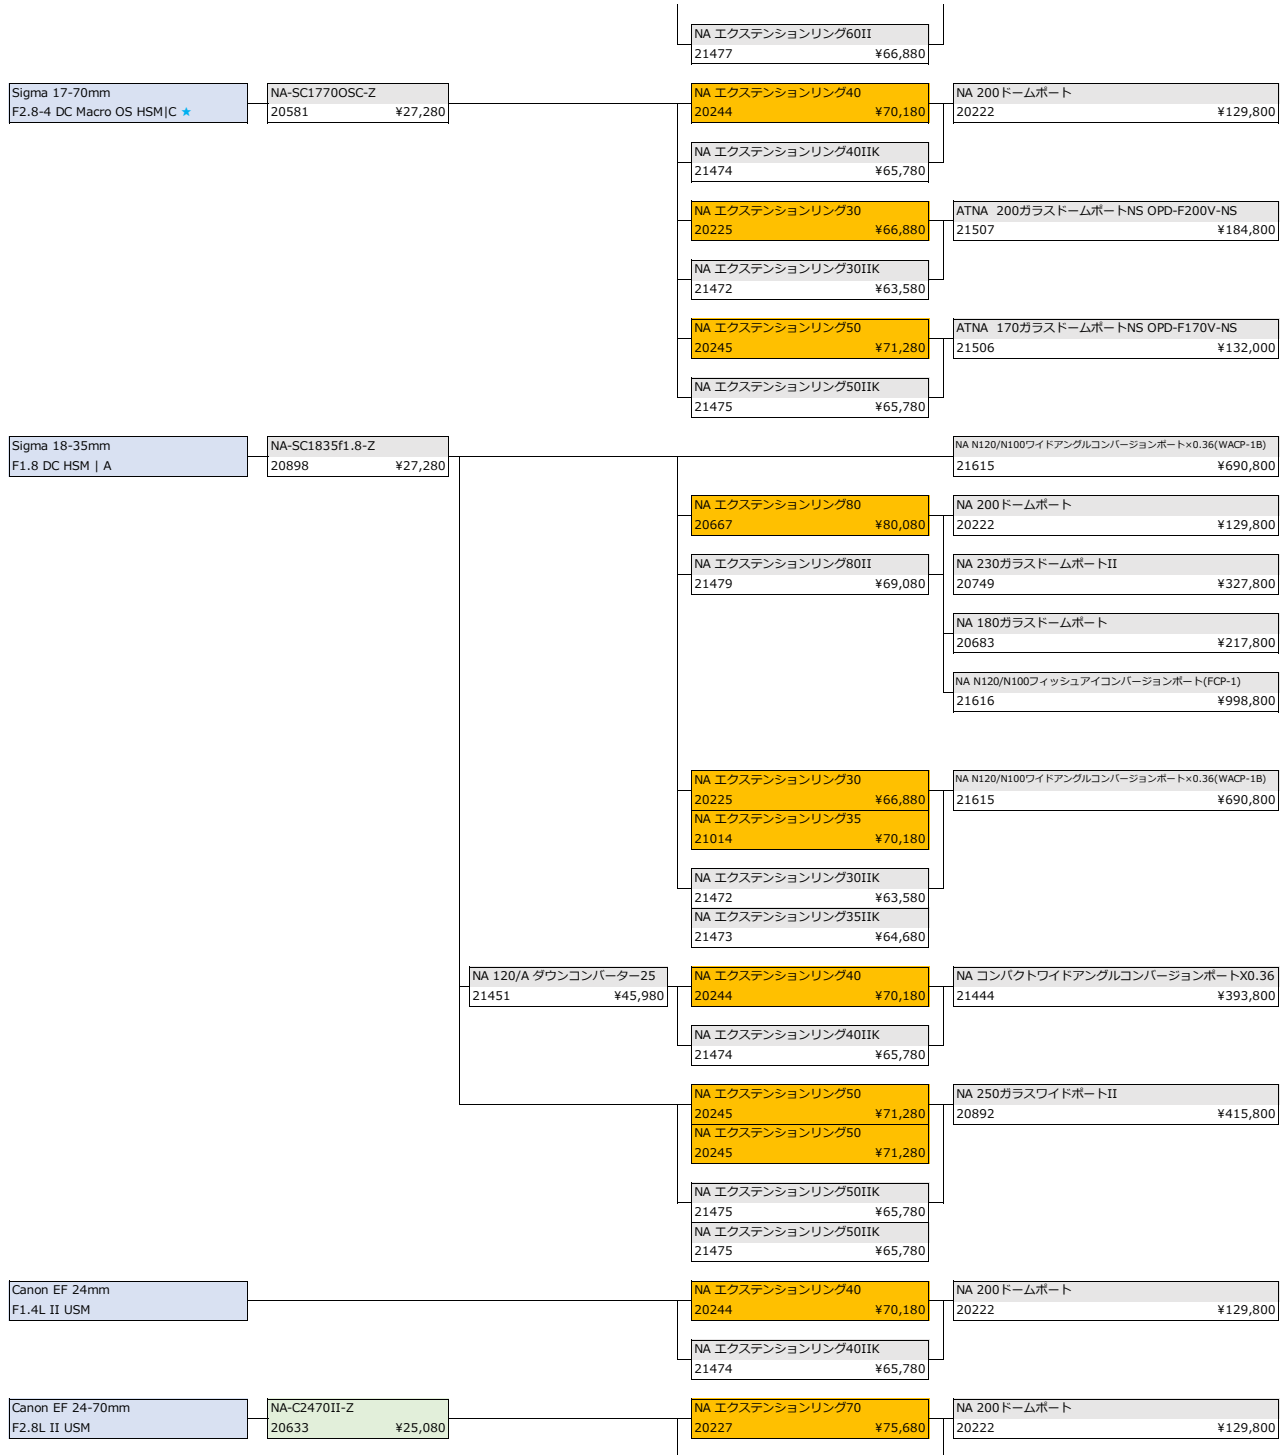 NA エクステンションリング60II
21477 ¥66,880
Sigma 17-70mm
F2.8-4 DC Macro OS HSM|C ★
NA-SC1770OSC-Z
20581 ¥27,280
NA エクステンションリング40
20244 ¥70,180
NA 200ドームポート
20222 ¥129,800
NA エクステンションリング40IIK
21474 ¥65,780
NA エクステンションリング30
20225 ¥66,880
ATNA 200ガラスドームポートNS OPD-F200V-NS
21507 ¥184,800
NA エクステンションリング30IIK
21472 ¥63,580
NA エクステンションリング50
20245 ¥71,280
ATNA 170ガラスドームポートNS OPD-F170V-NS
21506 ¥132,000
NA エクステンションリング50IIK
21475 ¥65,780
Sigma 18-35mm
F1.8 DC HSM | A
NA-SC1835f1.8-Z
20898 ¥27,280
NA N120/N100ワイドアングルコンバージョンポート×0.36(WACP-1B)
21615 ¥690,800
NA エクステンションリング80
20667 ¥80,080
NA 200ドームポート
20222 ¥129,800
NA エクステンションリング80II
21479 ¥69,080
NA 230ガラスドームポートII
20749 ¥327,800
NA 180ガラスドームポート
20683 ¥217,800
NA N120/N100フィッシュアイコンバージョンポート(FCP-1)
21616 ¥998,800
NA エクステンションリング30
20225 ¥66,880
NA エクステンションリング35
21014 ¥70,180
NA N120/N100ワイドアングルコンバージョンポート×0.36(WACP-1B)
21615 ¥690,800
NA エクステンションリング30IIK
21472 ¥63,580
NA エクステンションリング35IIK
21473 ¥64,680
NA 120/A ダウンコンバーター25
21451 ¥45,980
NA エクステンションリング40
20244 ¥70,180
NA コンパクトワイドアングルコンバージョンポートX0.36
21444 ¥393,800
NA エクステンションリング40IIK
21474 ¥65,780
NA エクステンションリング50
20245 ¥71,280
NA エクステンションリング50
20245 ¥71,280
NA 250ガラスワイドポートII
20892 ¥415,800
NA エクステンションリング50IIK
21475 ¥65,780
NA エクステンションリング50IIK
21475 ¥65,780
Canon EF 24mm
F1.4L II USM
NA エクステンションリング40
20244 ¥70,180
NA 200ドームポート
20222 ¥129,800
NA エクステンションリング40IIK
21474 ¥65,780
Canon EF 24-70mm
F2.8L II USM
NA-C2470II-Z
20633 ¥25,080
NA エクステンションリング70
20227 ¥75,680
NA 200ドームポート
20222 ¥129,800